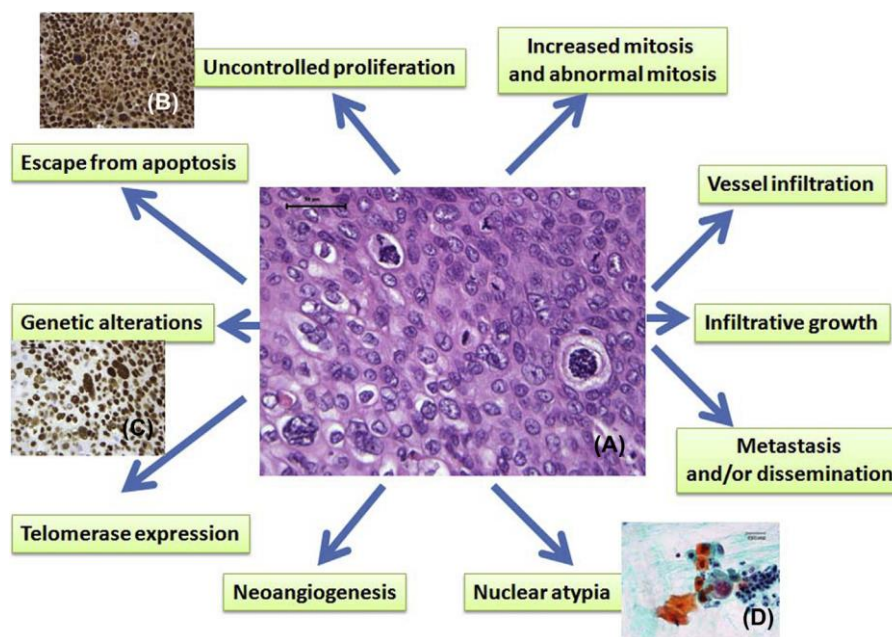 Uncontrolled proliferation
Increased mitosis
and abnormal mitosis
(B)
Escape from apoptosis
Vessel infiltration
Genetic alterations
Infiltrative growth
(C)
(A)
Metastasis
and/or dissemination
Telomerase expression
Neoangiogenesis
Nuclear atypia
(D)